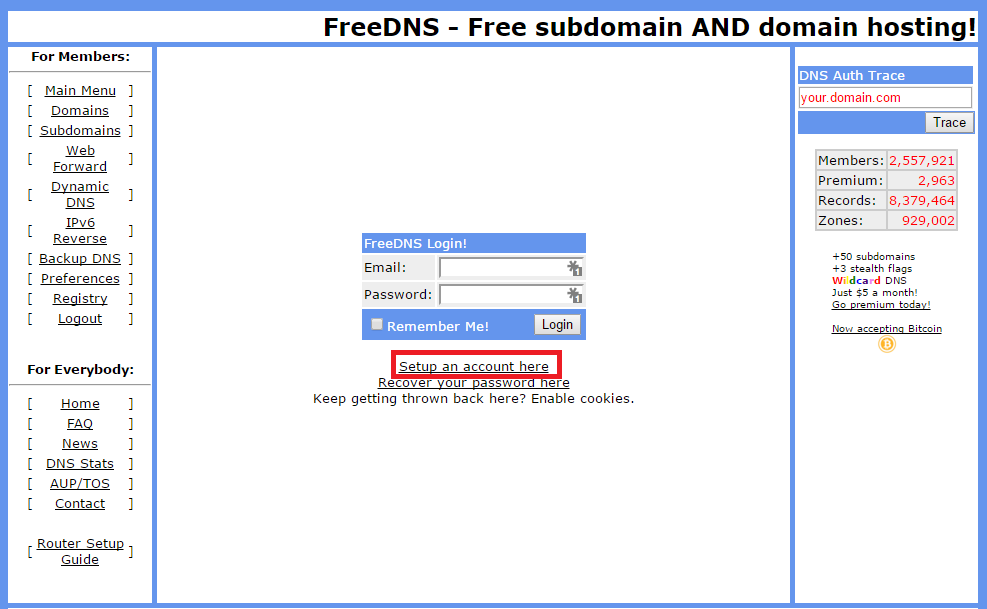 FreeDNS - Free subdomain AND domain hosting!
For Members:
[ Main Menu ]
[ Domains ]
[ Subdomains ]
[ Web
Forward ]
[ Dynamic
DNS ]
[ IPv6
Reverse ]
[ Backup DNS ]
[ Preferences ]
[ Registry ]
[ Logout ]
For Everybody:
[ Home ]
[ FAQ ]
[ News ]
[ DNS Stats ]
[ AUP/TOS ]
[ Contact ]
[ Router Setup
Guide ]
FreeDNS Login!
Email:
Password:
Remember Me! Login
Setup an account here
Recover your password here
Keep getting thrown back here? Enable cookies.
DNS Auth Trace
your.domain.com
Trace
Members: 2,557,921
Premium: 2,963
Records: 8,379,464
Zones: 929,002
+50 subdomains
+3 stealth flags
Wildcard DNS
Just $5 a month!
Go premium today!
Now accepting Bitcoin